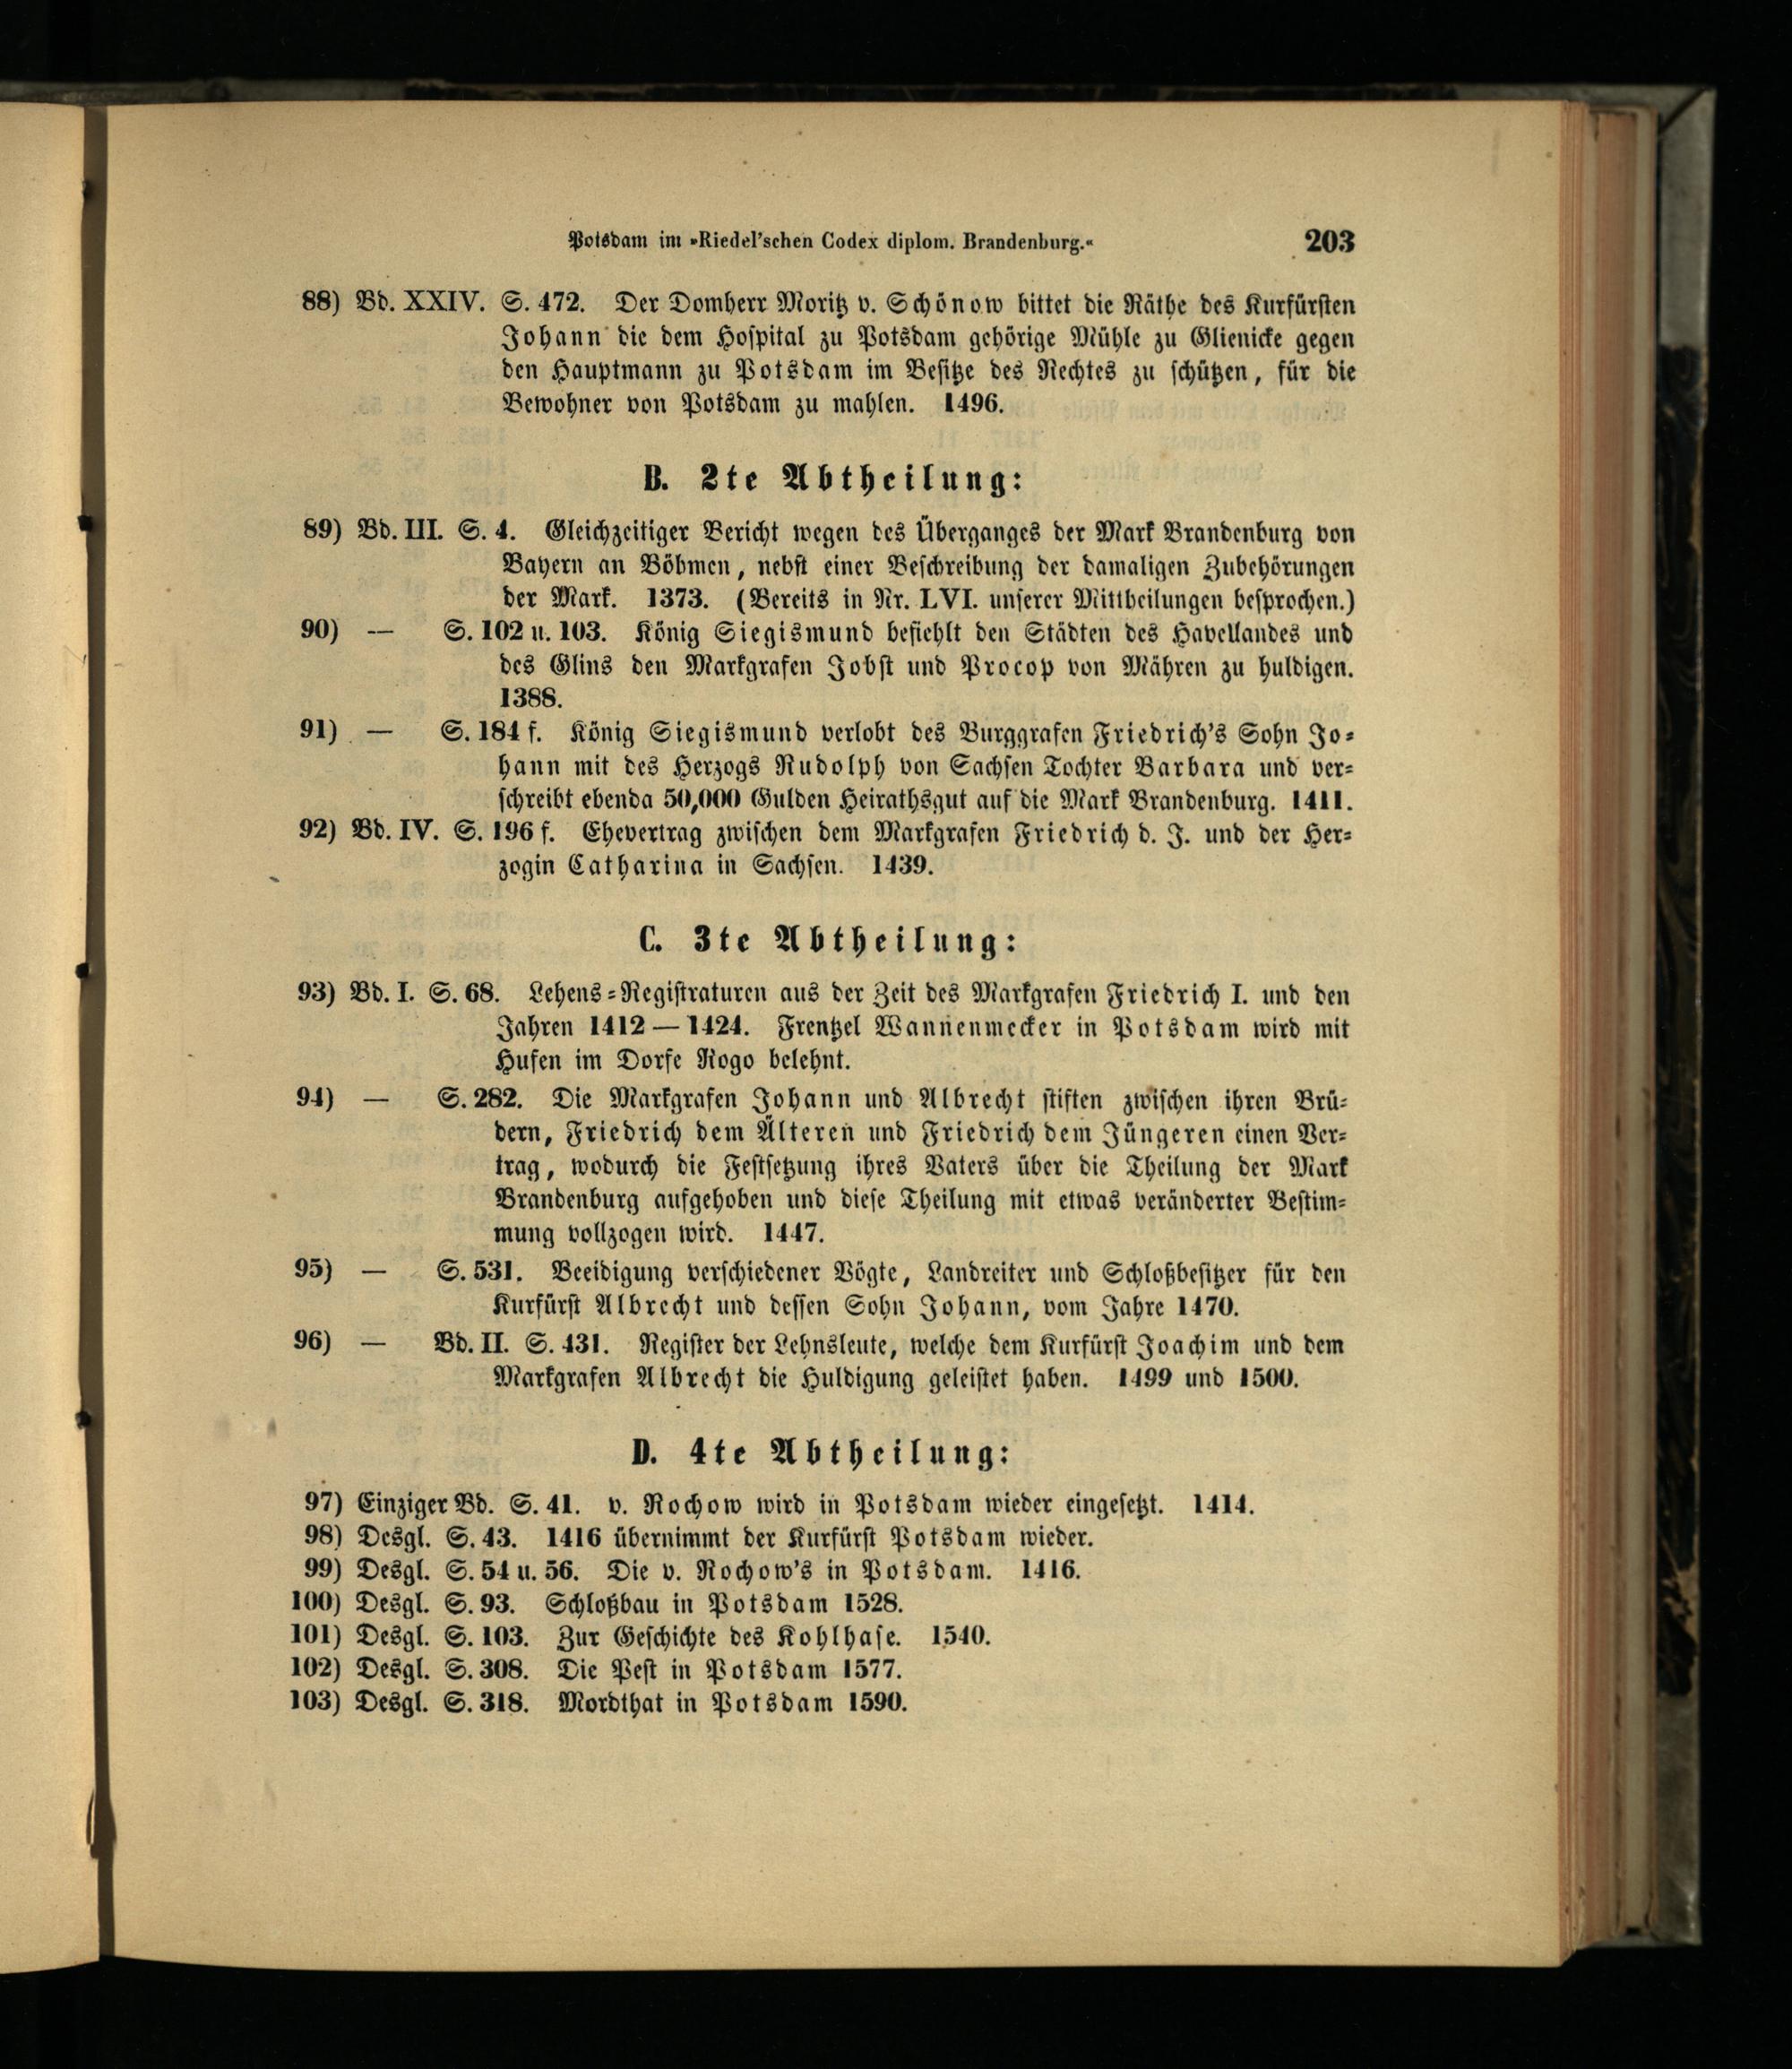 Potsdam im »Riedel'schen Codex diplom. Brandenburg.« 203
88) Bd. XXIV. S. 472. Der Domherr Moritz v. Schönow bittet die Räthe des Kurfürsten
Johann die dem Hospital zu Potsdam gehörige Mühle zu Glienicke gegen
den Hauptmann zu Potsdam im Besitze des Rechtes zu schützen, für die
Bewohner von Potsdam zu mahlen. 1496.
B. 2te Abtheilung:
89) Bd. III. S. 4. Gleichzeitiger Bericht wegen des Überganges der Mark Brandenburg von
Bayern an Böhmen, nebst einer Beschreibung der damaligen Zubehörungen
der Mark. 1373. (Bereits in Nr. LVI. unserer Mittheilungen besprochen.)
90) — S. 102 u. 103. König Siegismund befiehlt den Städten des Havellandes und
des Glins den Markgrafen Jobst und Procop von Mähren zu huldigen.
1388.
91) — S. 184 f. König Siegismund verlobt des Burggrafen Friedrich's Sohn Jo-
hann mit des Herzogs Rudolph von Sachsen Tochter Barbara und ver-
schreibt ebenda 50,000 Gulden Heirathsgut auf die Mark Brandenburg. 1411.
92) Bd. IV. S. 196 f. Ehevertrag zwischen dem Markgrafen Friedrich d. J. und der Her-
zogin Catharina in Sachsen. 1439.
C. 3te Abtheilung:
93) Bd. I. S. 68. Lehens-Registraturen aus der Zeit des Markgrafen Friedrich I. und den
Jahren 1412 — 1424. Frentzel Wannenmecker in Potsdam wird mit
Hufen im Dorfe Rogo belehnt.
94) — S. 282. Die Markgrafen Johann und Albrecht stiften zwischen ihren Brü-
dern, Friedrich dem Älteren und Friedrich dem Jüngeren einen Ver-
trag, wodurch die Festsetzung ihres Vaters über die Theilung der Mark
Brandenburg aufgehoben und diese Theilung mit etwas veränderter Bestim-
mung vollzogen wird. 1447.
95) — S. 531. Beeidigung verschiedener Vögte, Landreiter und Schloßbesitzer für den
Kurfürst Albrecht und dessen Sohn Johann, vom Jahre 1470.
96) — Bd. II. S. 431. Register der Lehnsleute, welche dem Kurfürst Joachim und dem
Markgrafen Albrecht die Huldigung geleistet haben. 1499 und 1500.
D. 4te Abtheilung:
97) Einziger Bd. S. 41. v. Rochow wird in Potsdam wieder eingesetzt. 1414.
98) Desgl. S. 43. 1416 übernimmt der Kurfürst Potsdam wieder.
99) Desgl. S. 54 u. 56. Die v. Rochow's in Potsdam. 1416.
100) Desgl. S. 93. Schloßbau in Potsdam 1528.
101) Desgl. S. 103. Zur Geschichte des Kohlhase. 1540.
102) Desgl. S. 308. Die Pest in Potsdam 1577.
103) Desgl. S. 318. Mordthat in Potsdam 1590.